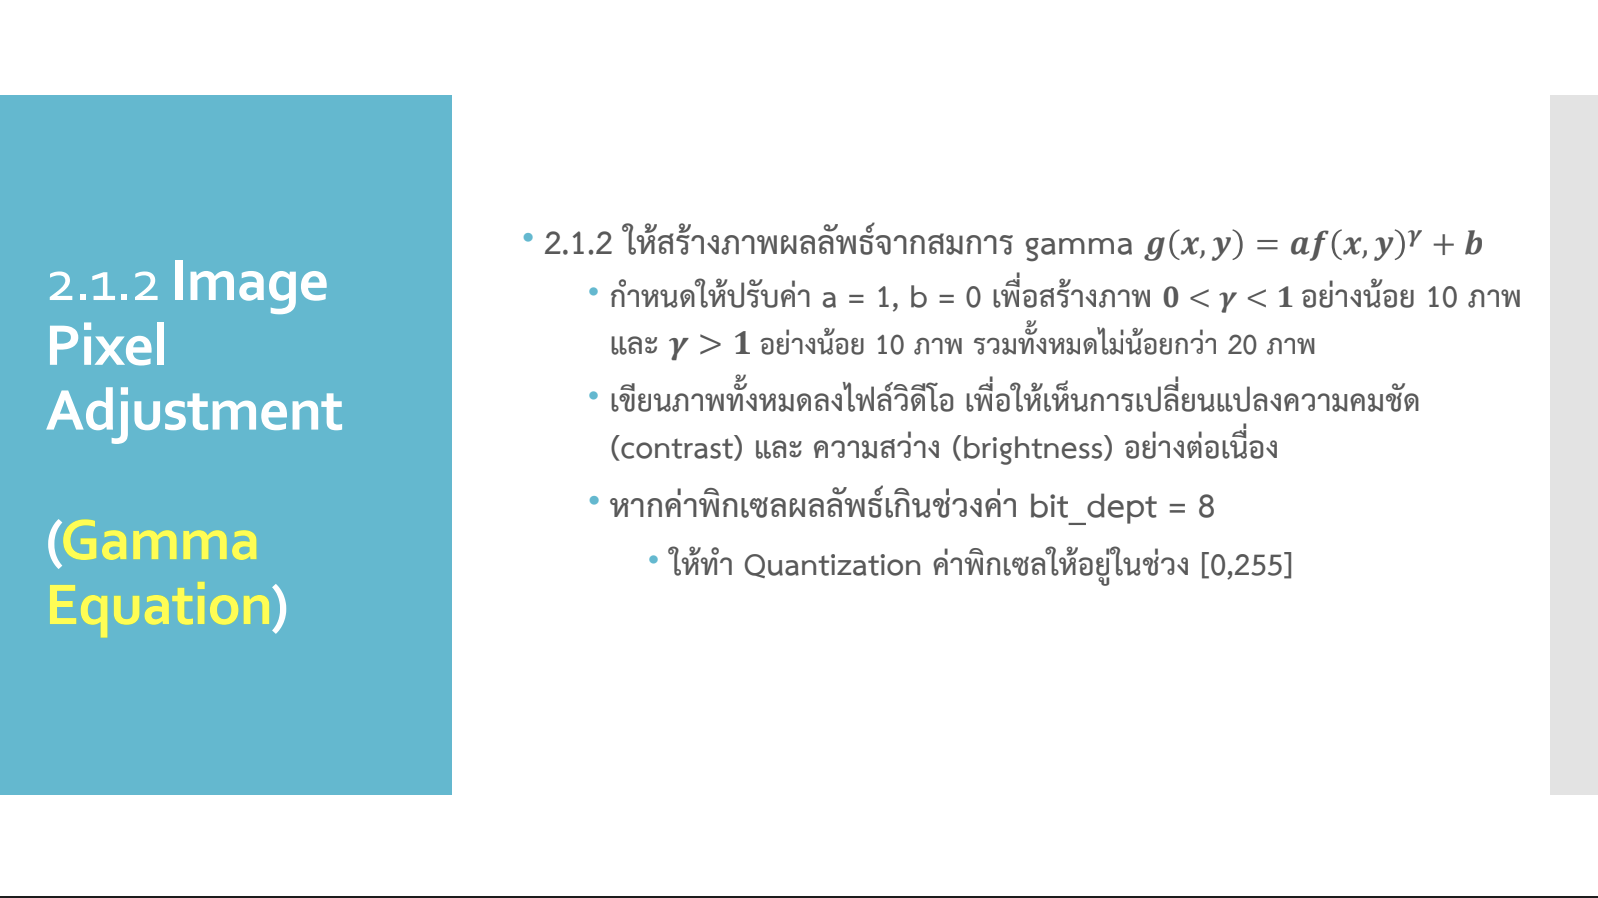 2.1.2 Image
Pixel
Adjustment
(Gamma
Equation)
• 2.1.2 ให้สร้างภาพผลลัพธ์จากสมการ gamma 𝒈(𝒙, 𝒚) = 𝒂𝒇(𝒙, 𝒚)^𝜸 + 𝒃
• กำหนดให้ปรับค่า a = 1, b = 0 เพื่อสร้างภาพ 𝟎 < 𝜸 < 𝟏 อย่างน้อย 10 ภาพ
และ 𝜸 > 𝟏 อย่างน้อย 10 ภาพ รวมทั้งหมดไม่น้อยกว่า 20 ภาพ
• เขียนภาพทั้งหมดลงไฟล์วิดีโอ เพื่อให้เห็นการเปลี่ยนแปลงความคมชัด
(contrast) และ ความสว่าง (brightness) อย่างต่อเนื่อง
• หากค่าพิกเซลผลลัพธ์เกินช่วงค่า bit_dept = 8
• ให้ทำ Quantization ค่าพิกเซลให้อยู่ในช่วง [0,255]